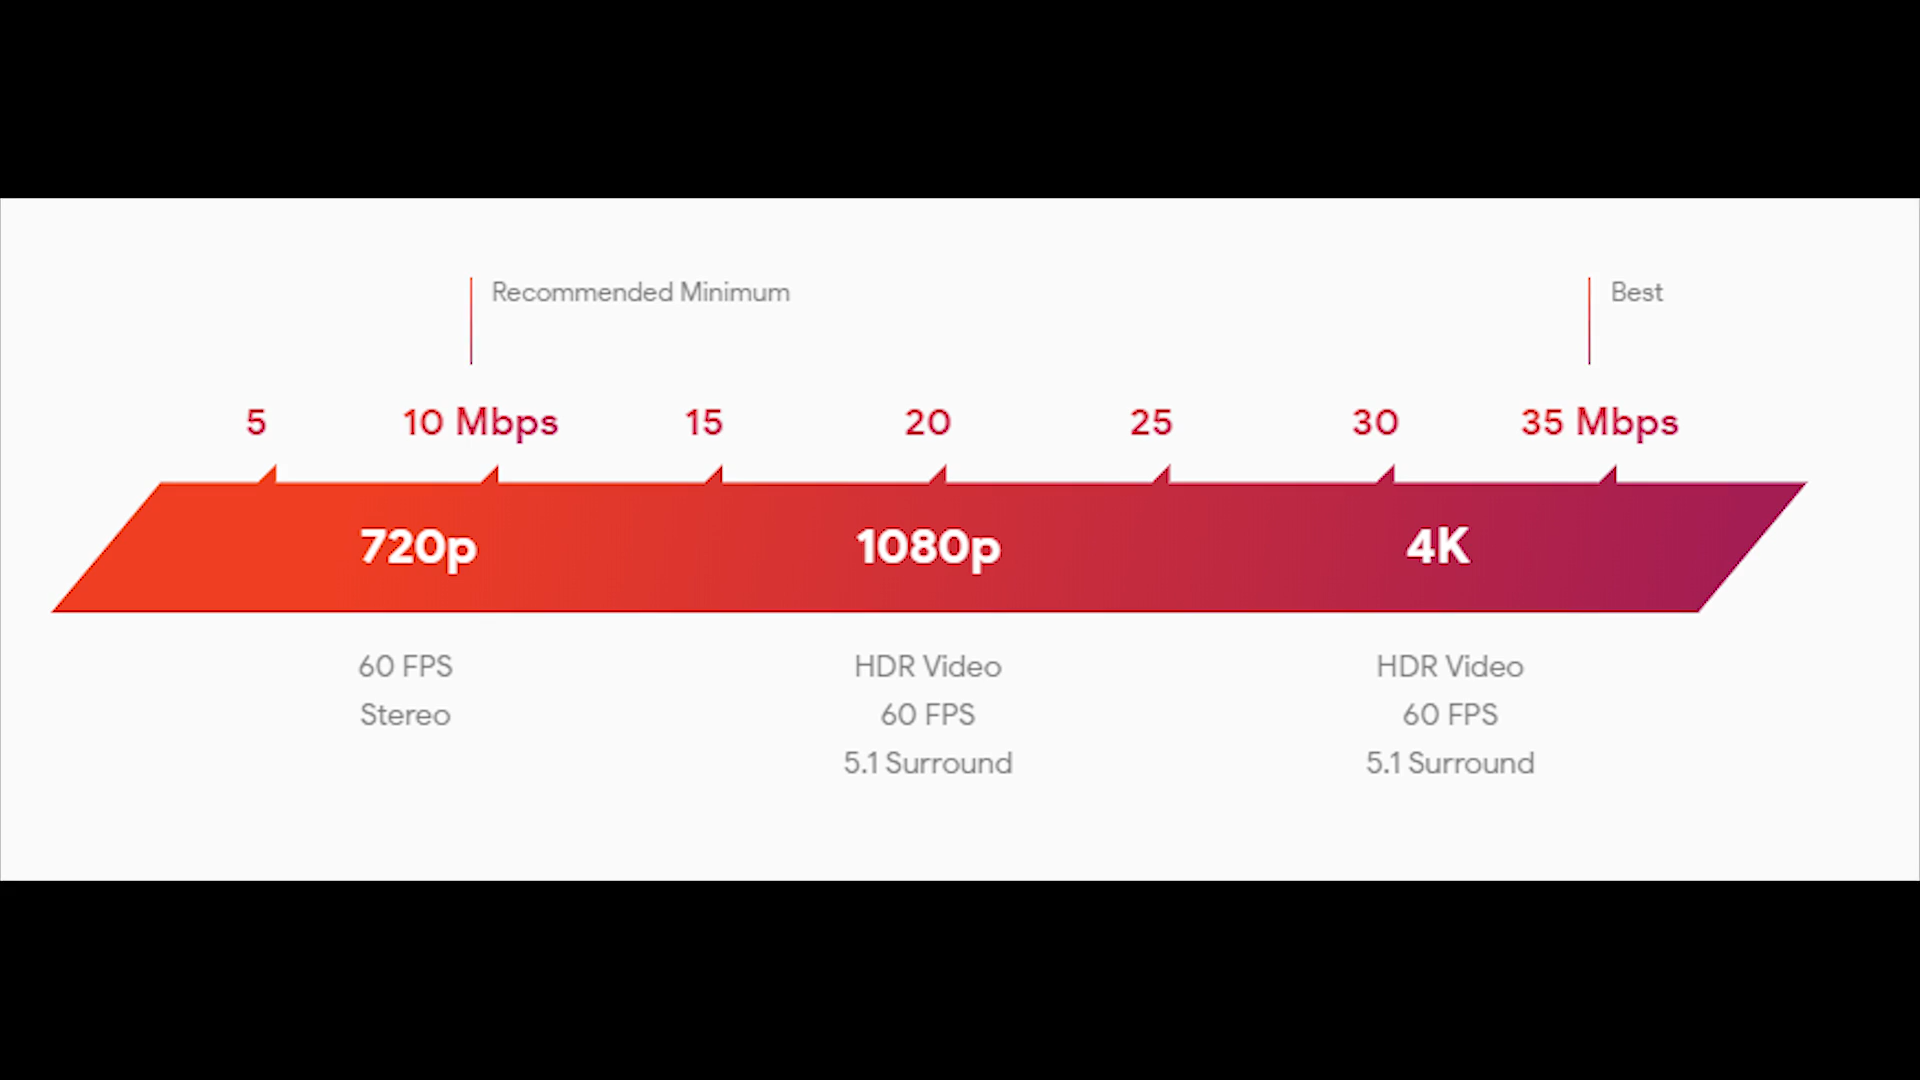 Recommended Minimum
Best
5 10 Mbps 15 20 25 30 35 Mbps
720p 1080p 4K
60 FPS HDR Video HDR Video
Stereo 60 FPS 60 FPS
5.1 Surround 5.1 Surround